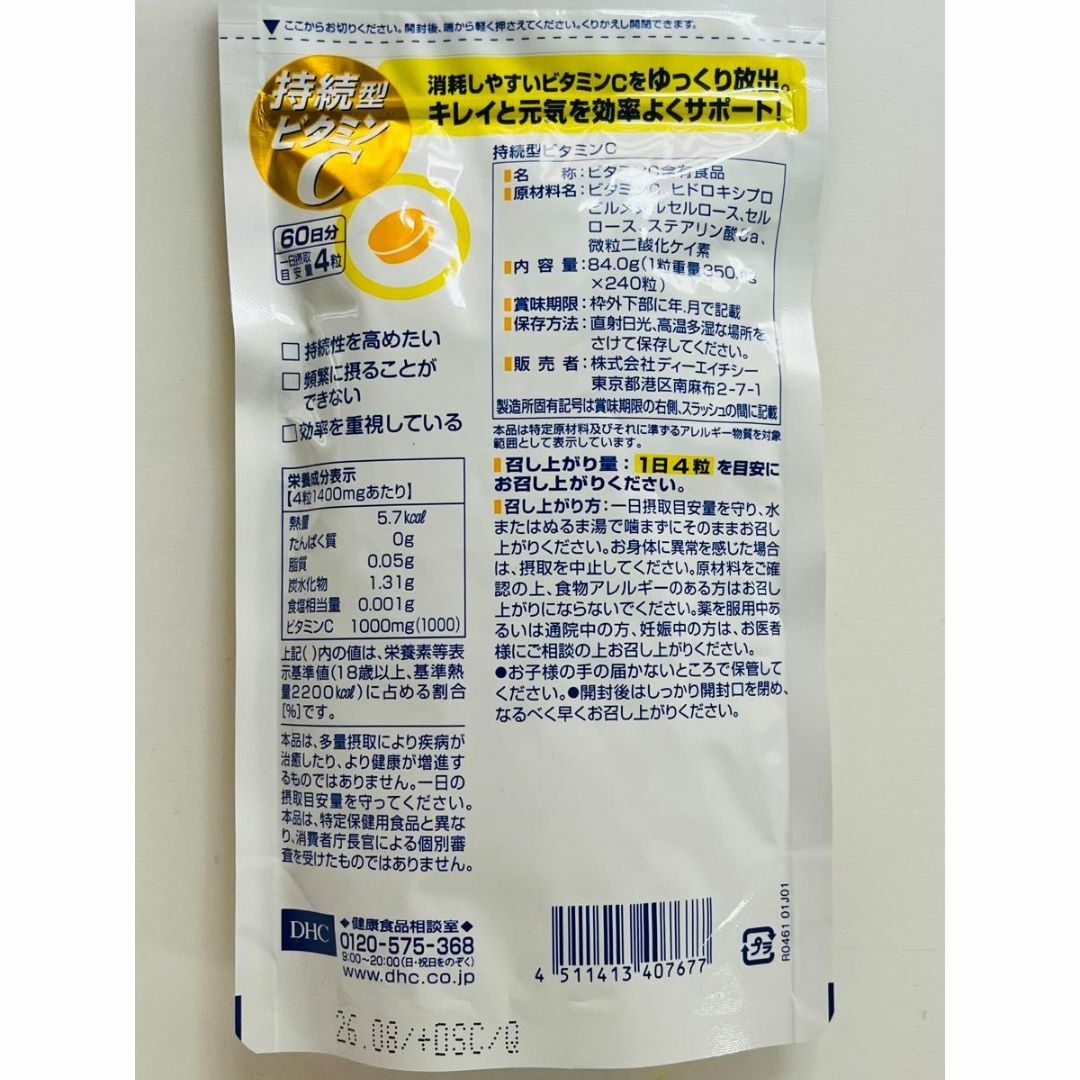 ▼ここからお切りください。開封後、端から軽く押さえてください。くりかえし開閉できます。
持続型
ビタミン
C
消耗しやすいビタミンCをゆっくり放出。
キレイと元気を効率よくサポート!
60日分
一日摂取
目安量4粒
□持続性を高めたい
□頻繁に摂ることが
できない
□効率を重視している
栄養成分表示
【4粒1400mgあたり】
熱量 5.7kcal
たんぱく質 0g
脂質 0.05g
炭水化物 1.31g
食塩相当量 0.001g
ビタミンC 1000mg(1000)
上記( )内の値は、栄養素等表
示基準値(18歳以上、基準熱
量2200kcal)に占める割合
[%]です。
本品は、多量摂取により疾病が
治癒したり、より健康が増進す
るものではありません。一日の
摂取目安量を守ってください。
本品は、特定保健用食品と異な
り、消費者庁長官による個別審
査を受けたものではありません。
持続型ビタミンC
名称:ビタミンC含有食品
原材料名:ビタミンC、ヒドロキシプロ
ピルメチルセルロース、セル
ロース、ステアリン酸Ca、
微粒二酸化ケイ素
内容量:84.0g(1粒重量350mg
×240粒)
賞味期限:枠外下部に年.月で記載
保存方法:直射日光、高温多湿な場所を
さけて保存してください。
販売者:株式会社ディーエイチシー
東京都港区南麻布2-7-1
製造所固有記号は賞味期限の右側、スラッシュの間に記載
本品は特定原材料及びそれに準ずるアレルギー物質を対象
範囲として表示しています。
召し上がり量:1日4粒を目安に
お召し上がりください。
召し上がり方:一日摂取目安量を守り、水
またはぬるま湯で噛まずにそのままお召し
上がりください。お身体に異常を感じた場合
は、摂取を中止してください。原材料をご確
認の上、食物アレルギーのある方はお召し
上がりにならないでください。薬を服用中あ
るいは通院中の方、妊娠中の方は、お医者
様にご相談の上お召し上がりください。
●お子様の手の届かないところで保管して
ください。●開封後はしっかり開封口を閉め、
なるべく早くお召し上がりください。
DHC
◆健康食品相談室◆
0120-575-368
9:00~20:00(日・祝日をのぞく)
www.dhc.co.jp
4 511413 407677
プラ
R0461 01J01
26.08/+DSC/Q